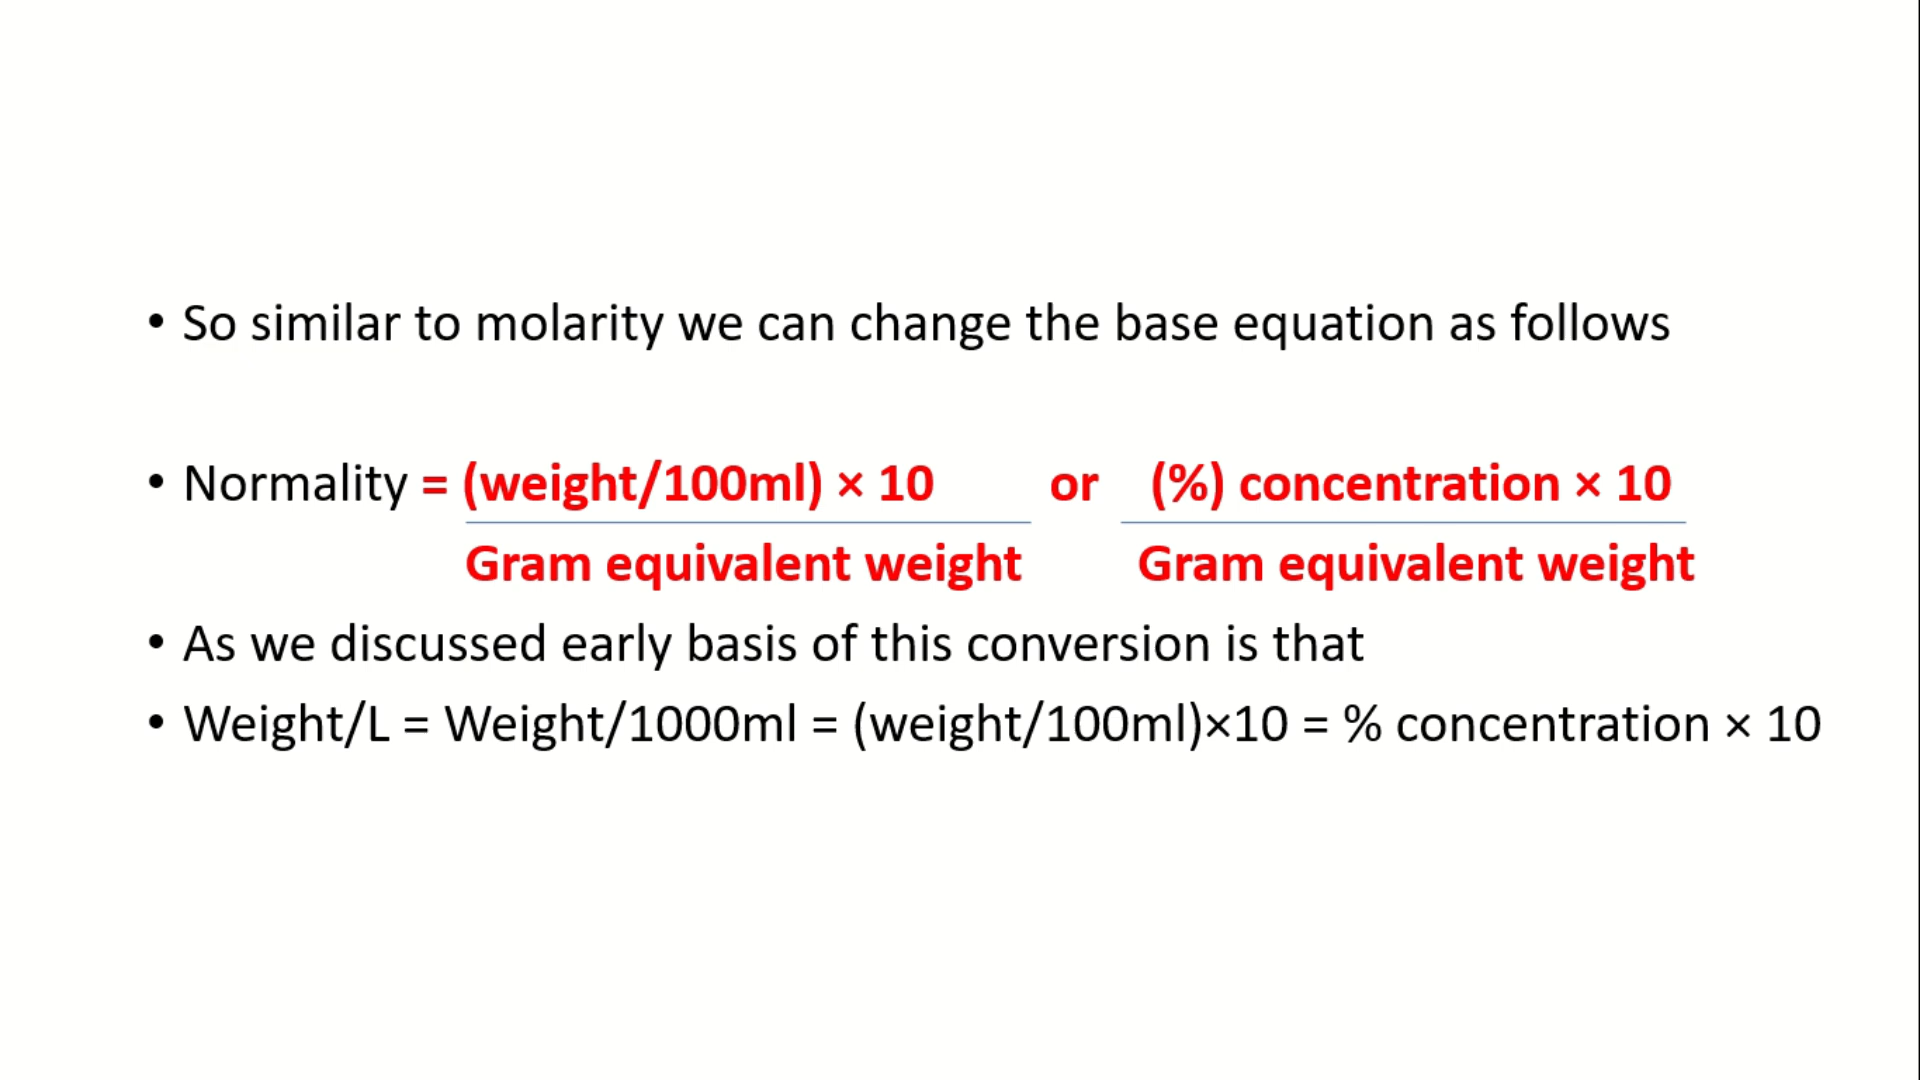 • So similar to molarity we can change the base equation as follows
• Normality = (weight/100ml) × 10 or (%) concentration × 10
Gram equivalent weight Gram equivalent weight
• As we discussed early basis of this conversion is that
• Weight/L = Weight/1000ml = (weight/100ml)×10 = % concentration × 10